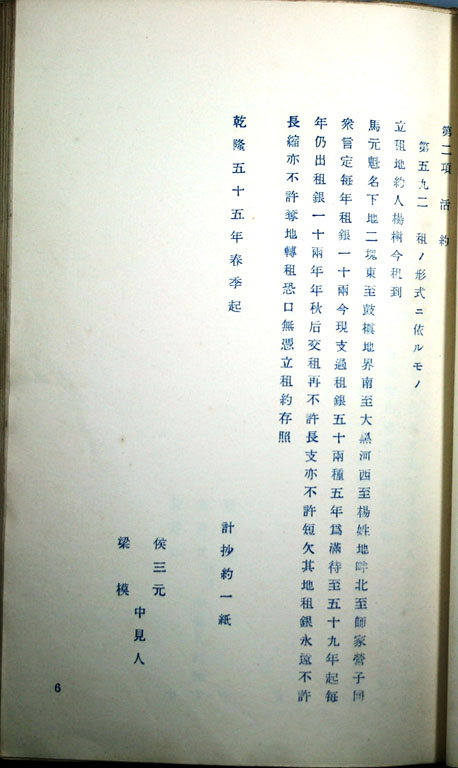 第二項 活約
第五九二 租ノ形式ニ依ルモノ
立租地約人楊樹今租到
馬元魁名下地二塊東至鼓樓地界南至大黑河西至楊姓地畔北至師家營子同
衆言定每年租銀一十兩今現支過租銀五十兩種五年爲滿待至五十九年起每
年仍出租銀一十兩年年秋后交租再不許長支亦不許短欠其地租銀永遠不許
長縮亦不許奪地轉租恐口無憑立租約存照
乾隆五十五年春季起
計抄約一紙
侯三元
中見人
梁模
6